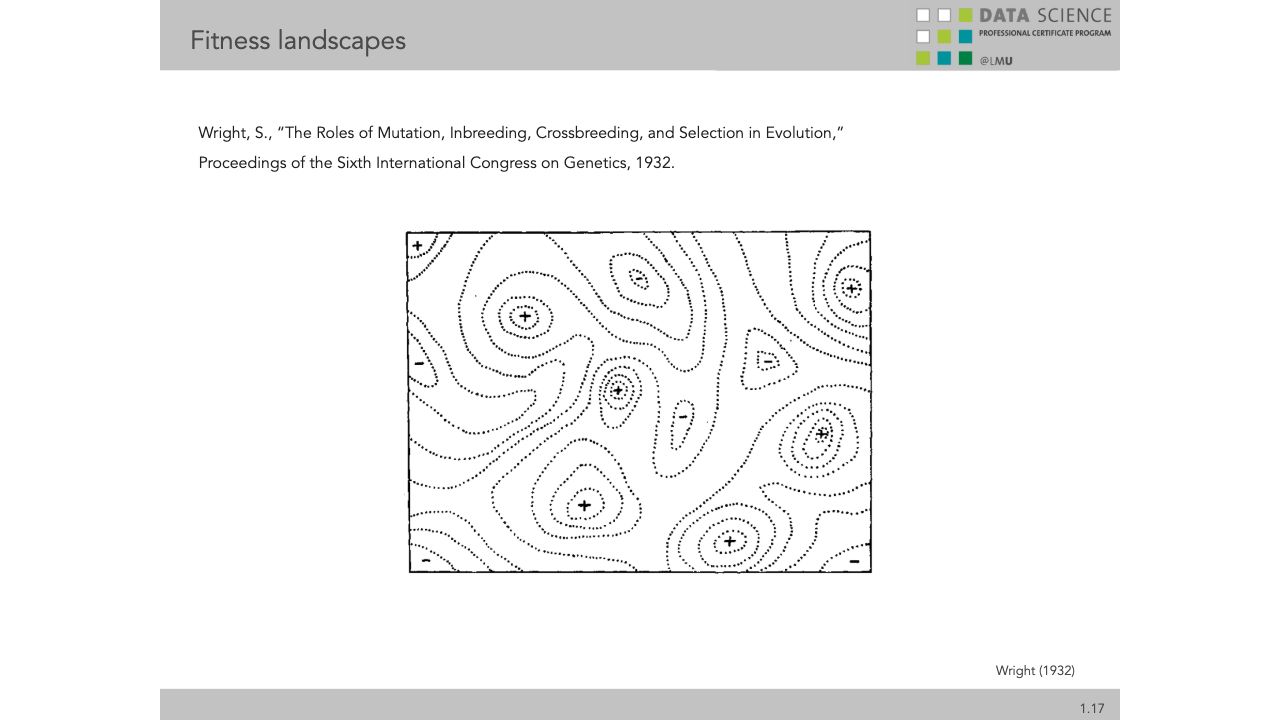 Fitness landscapes
DATA SCIENCE
PROFESSIONAL CERTIFICATE PROGRAM
@LMU
Wright, S., “The Roles of Mutation, Inbreeding, Crossbreeding, and Selection in Evolution,”
Proceedings of the Sixth International Congress on Genetics, 1932.
+
-
+
+
-
+
-
-
+
+
+
-
-
Wright (1932)
1.17